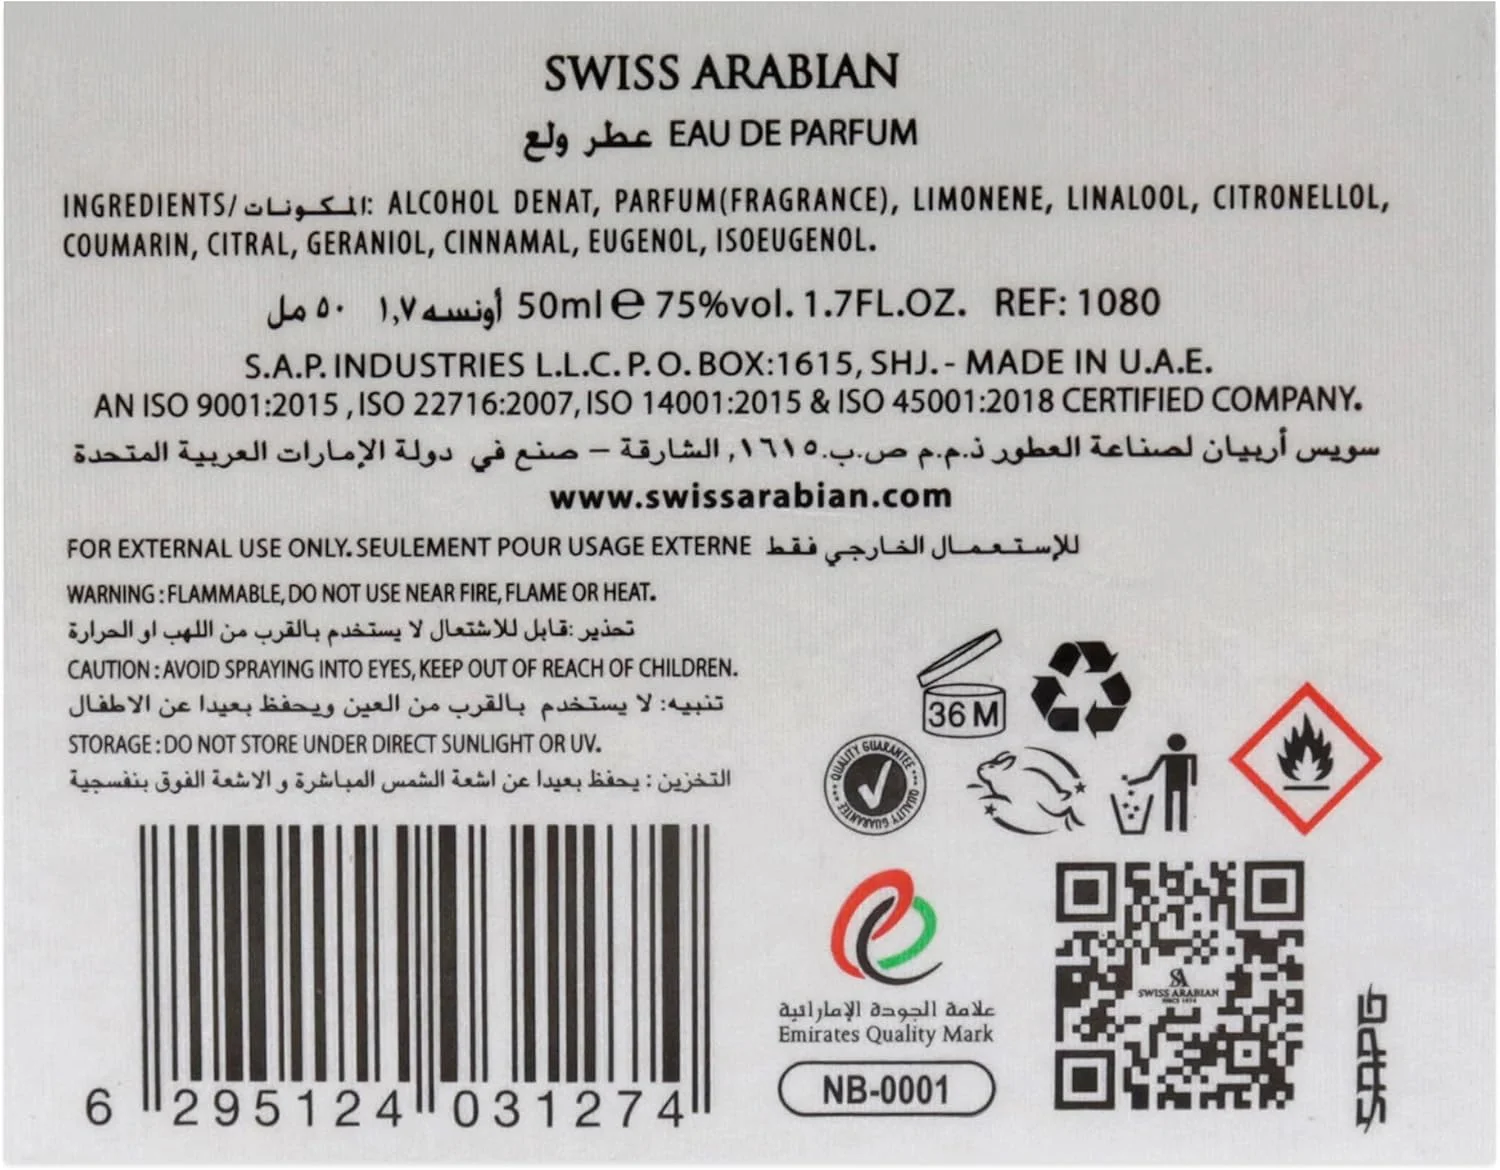 SWISS ARABIAN
عطر ولع EAU DE PARFUM
INGREDIENTS/المكونات: ALCOHOL DENAT, PARFUM(FRAGRANCE), LIMONENE, LINALOOL, CITRONELLOL,
COUMARIN, CITRAL, GERANIOL, CINNAMAL, EUGENOL, ISOEUGENOL.
٥٠ مل ١,٧ أونسه 50ml e 75%vol. 1.7FL.OZ. REF: 1080
S.A.P. INDUSTRIES L.L.C. P.O. BOX:1615, SHJ. - MADE IN U.A.E.
AN ISO 9001:2015 , ISO 22716:2007, ISO 14001:2015 & ISO 45001:2018 CERTIFIED COMPANY.
سويس أربيان لصناعة العطور ذ.م.م ص.ب.١٦١٥, الشارقة – صنع في دولة الإمارات العربية المتحدة
www.swissarabian.com
FOR EXTERNAL USE ONLY. SEULEMENT POUR USAGE EXTERNE للإستعمال الخارجي فقط
WARNING : FLAMMABLE, DO NOT USE NEAR FIRE, FLAME OR HEAT.
تحذير :قابل للاشتعال لا يستخدم بالقرب من اللهب او الحرارة
CAUTION : AVOID SPRAYING INTO EYES, KEEP OUT OF REACH OF CHILDREN.
تنبيه: لا يستخدم بالقرب من العين ويحفظ بعيدا عن الاطفال
STORAGE : DO NOT STORE UNDER DIRECT SUNLIGHT OR UV.
التخزين : يحفظ بعيدا عن اشعة الشمس المباشرة و الاشعة الفوق بنفسجية
36 M
QUALITY GUARANTEE
QUALITY GUARANTEE
6 295124 031274
علامة الجودة الإماراتية
Emirates Quality Mark
NB-0001
SA
SWISS ARABIAN
SINCE 1974
SAPG